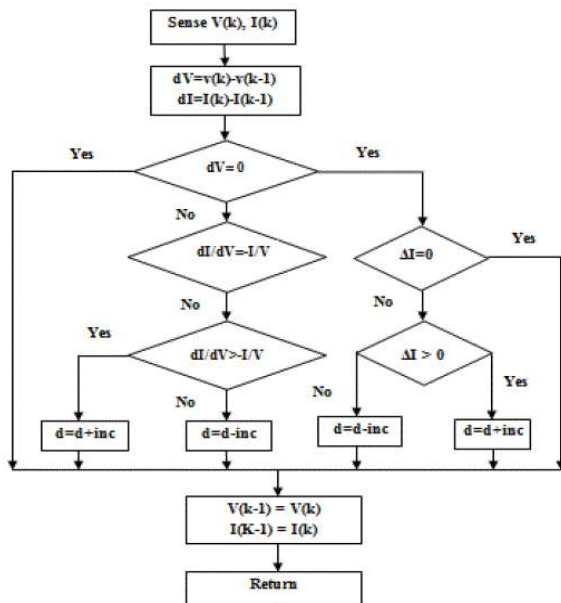 Sense V(k), I(k)
dV=v(k)-v(k-1)
dI=I(k)-I(k-1)
Yes
dV= 0
Yes
No
dI/dV=-I/V
ΔI=0
Yes
No
No
dI/dV>-I/V
ΔI > 0
Yes
No
No
Yes
d=d+inc
d=d-inc
d=d-inc
d=d+inc
V(k-1) = V(k)
I(K-1) = I(k)
Return